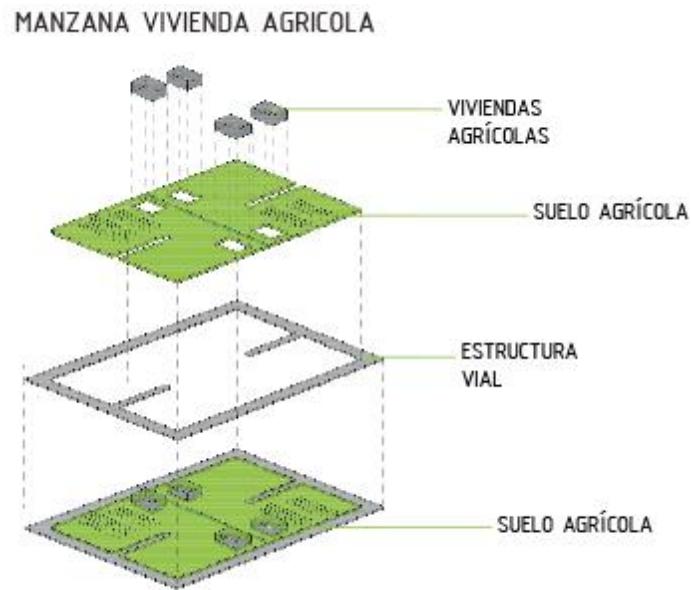 MANZANA VIVIENDA AGRICOLA
VIVIENDAS
AGRÍCOLAS
SUELO AGRÍCOLA
ESTRUCTURA
VIAL
SUELO AGRÍCOLA